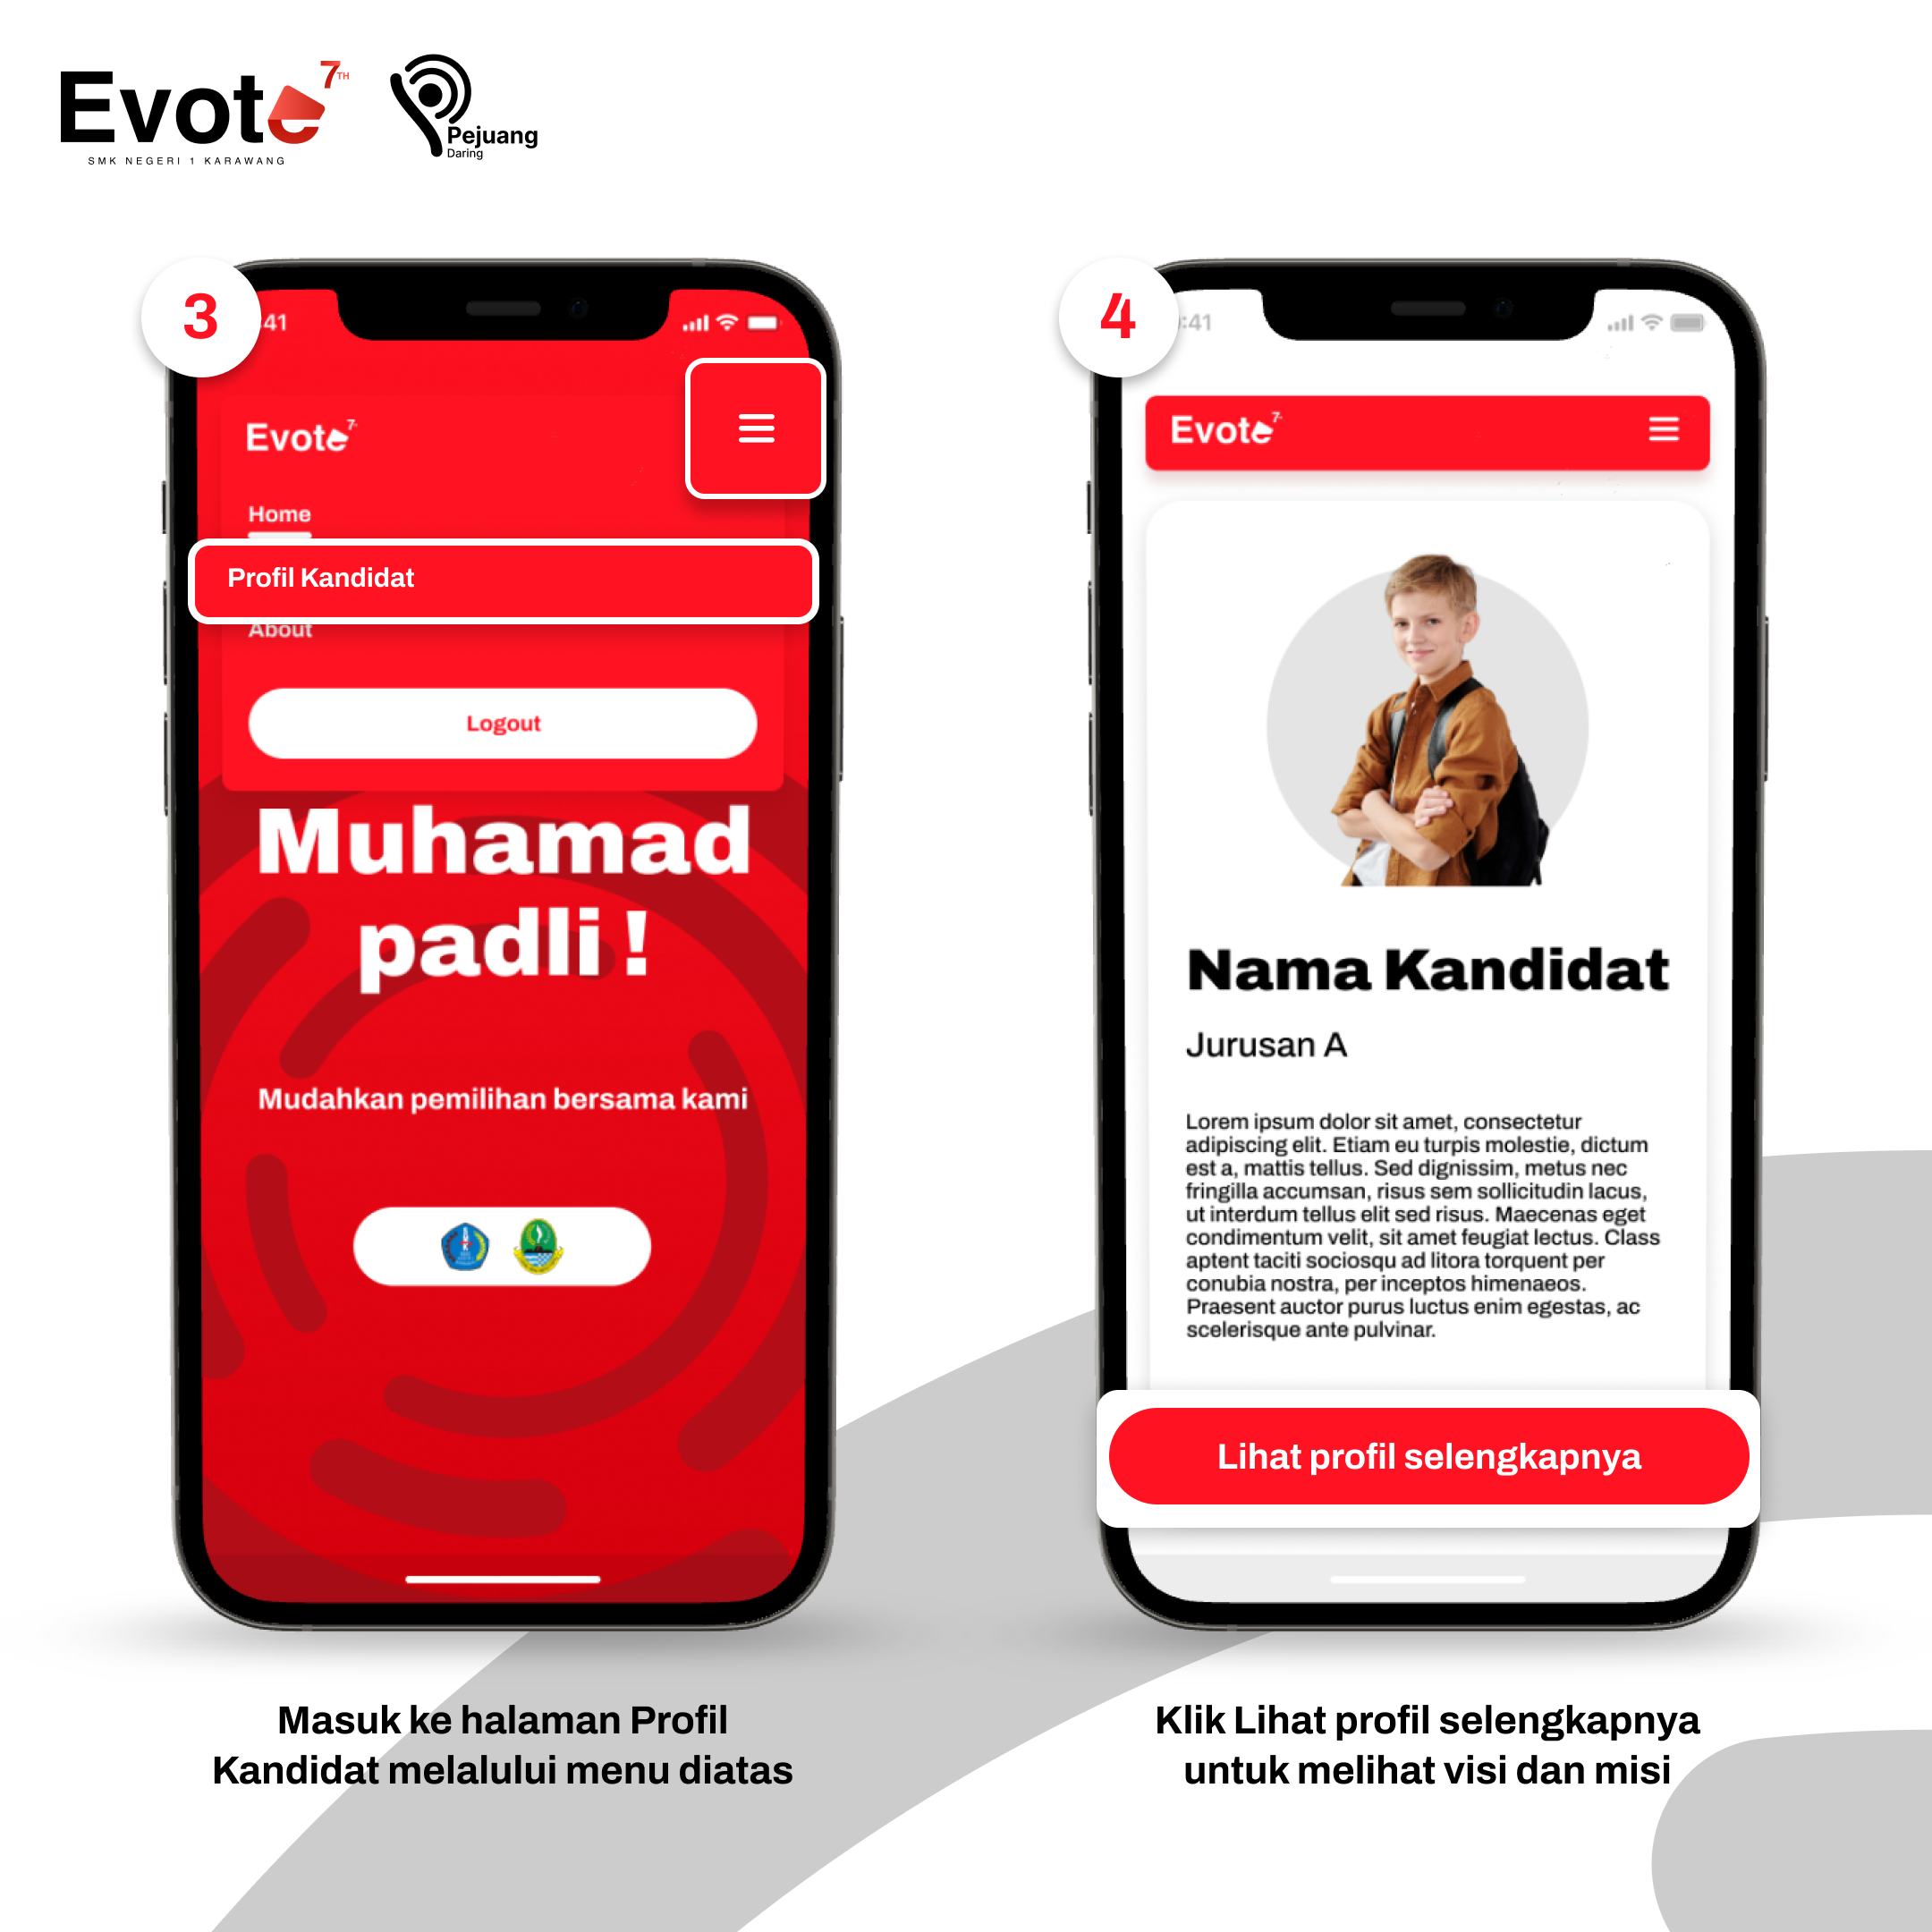 Evote 7TH
SMK NEGERI 1 KARAWANG
Pejuang
Daring
3
:41
Evote 7
Home
Profil Kandidat
About
Logout
Muhamad
padli !
Mudahkan pemilihan bersama kami
Masuk ke halaman Profil
Kandidat melalului menu diatas
4
:41
Evote 7
Nama Kandidat
Jurusan A
Lorem ipsum dolor sit amet, consectetur
adipiscing elit. Etiam eu turpis molestie, dictum
est a, mattis tellus. Sed dignissim, metus nec
fringilla accumsan, risus sem sollicitudin lacus,
ut interdum tellus elit sed risus. Maecenas eget
condimentum velit, sit amet feugiat lectus. Class
aptent taciti sociosqu ad litora torquent per
conubia nostra, per inceptos himenaeos.
Praesent auctor purus luctus enim egestas, ac
scelerisque ante pulvinar.
Lihat profil selengkapnya
Klik Lihat profil selengkapnya
untuk melihat visi dan misi